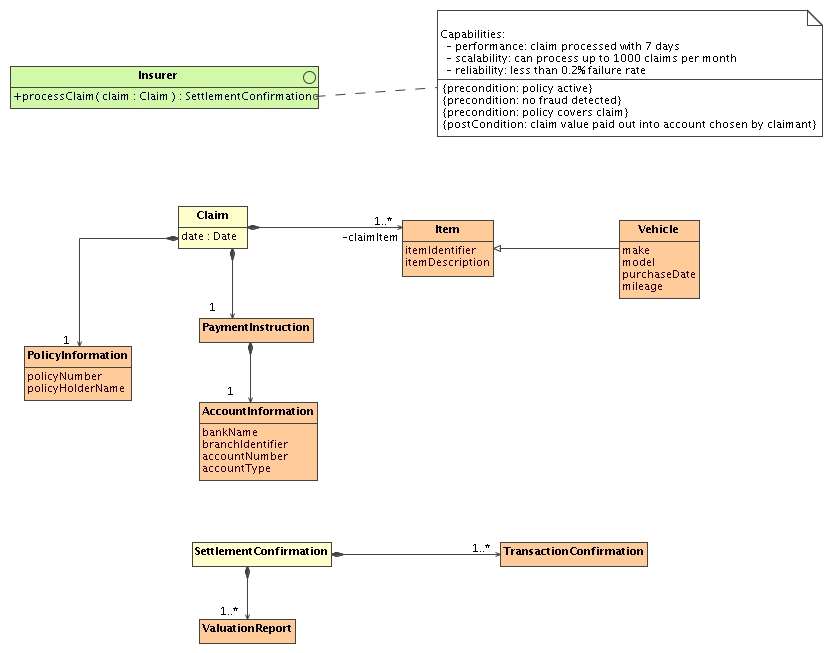 Capabilities:
- performance: claim processed with 7 days
- scalability: can process up to 1000 claims per month
- reliability: less than 0.2% failure rate
{precondition: policy active}
{precondition: no fraud detected}
{precondition: policy covers claim}
{postCondition: claim value paid out into account chosen by claimant}
Insurer
+processClaim( claim : Claim ) : SettlementConfirmation
Claim
date : Date
1..*
-claimItem
Item
itemIdentifier
itemDescription
Vehicle
make
model
purchaseDate
mileage
1
PaymentInstruction
1
PolicyInformation
policyNumber
policyHolderName
1
AccountInformation
bankName
branchIdentifier
accountNumber
accountType
SettlementConfirmation
1..*
TransactionConfirmation
1..*
ValuationReport